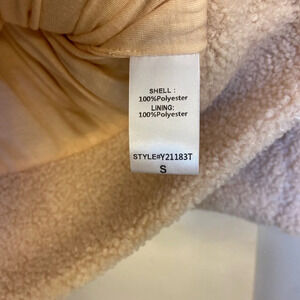 SHELL :
100%Polyester
LINING:
100%Polyester
STYLE#Y21183T
S